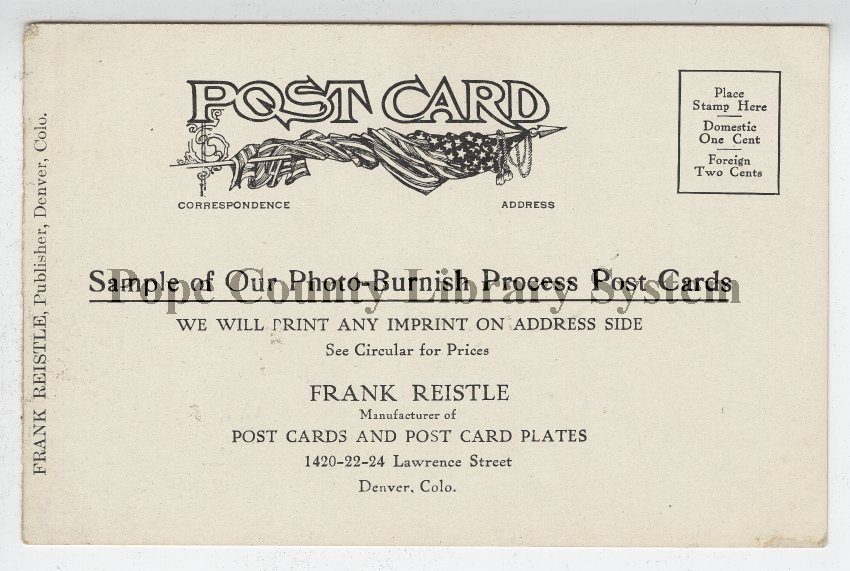 POST CARD
CORRESPONDENCE
ADDRESS
Place
Stamp Here
Domestic
One Cent
Foreign
Two Cents
FRANK REISTLE, Publisher, Denver, Colo.
Sample of Our Photo-Burnish Process Post Cards
Pope County Library System
WE WILL PRINT ANY IMPRINT ON ADDRESS SIDE
See Circular for Prices
FRANK REISTLE
Manufacturer of
POST CARDS AND POST CARD PLATES
1420-22-24 Lawrence Street
Denver, Colo.